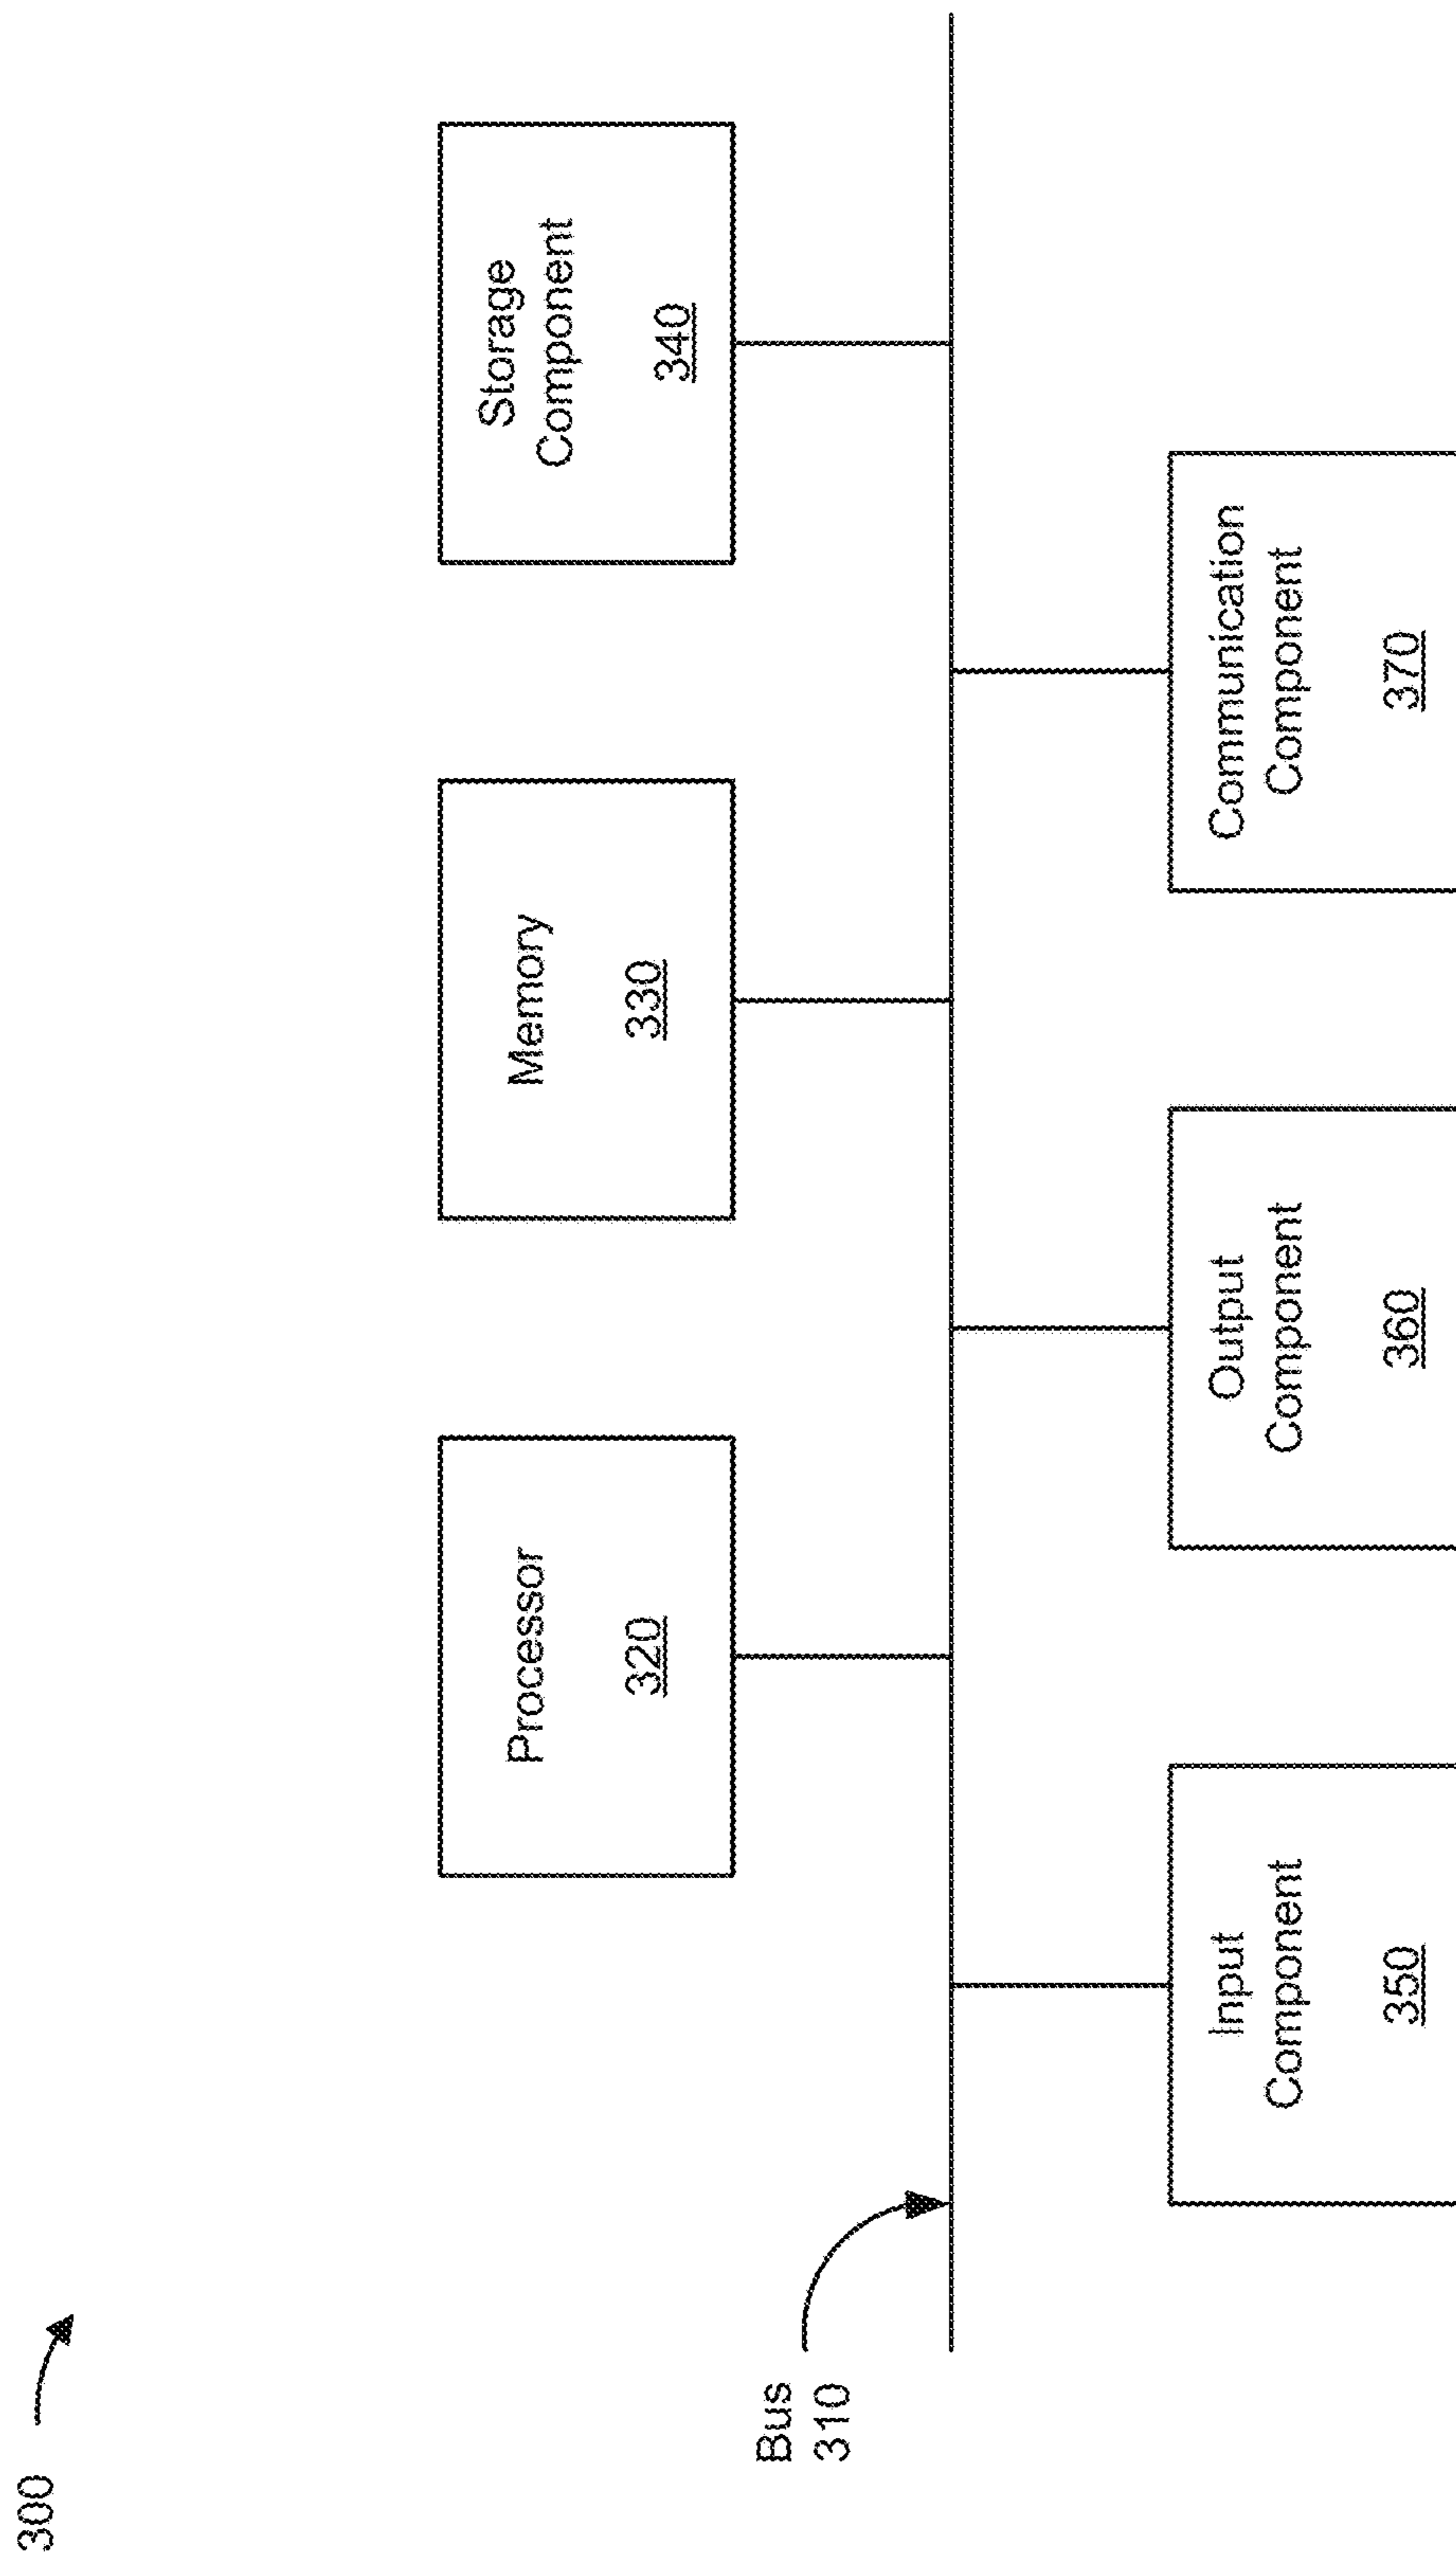 300
Processor
320
Memory
330
Storage
Component
340
Bus
310
Input
Component
350
Output
Component
360
Communication
Component
370